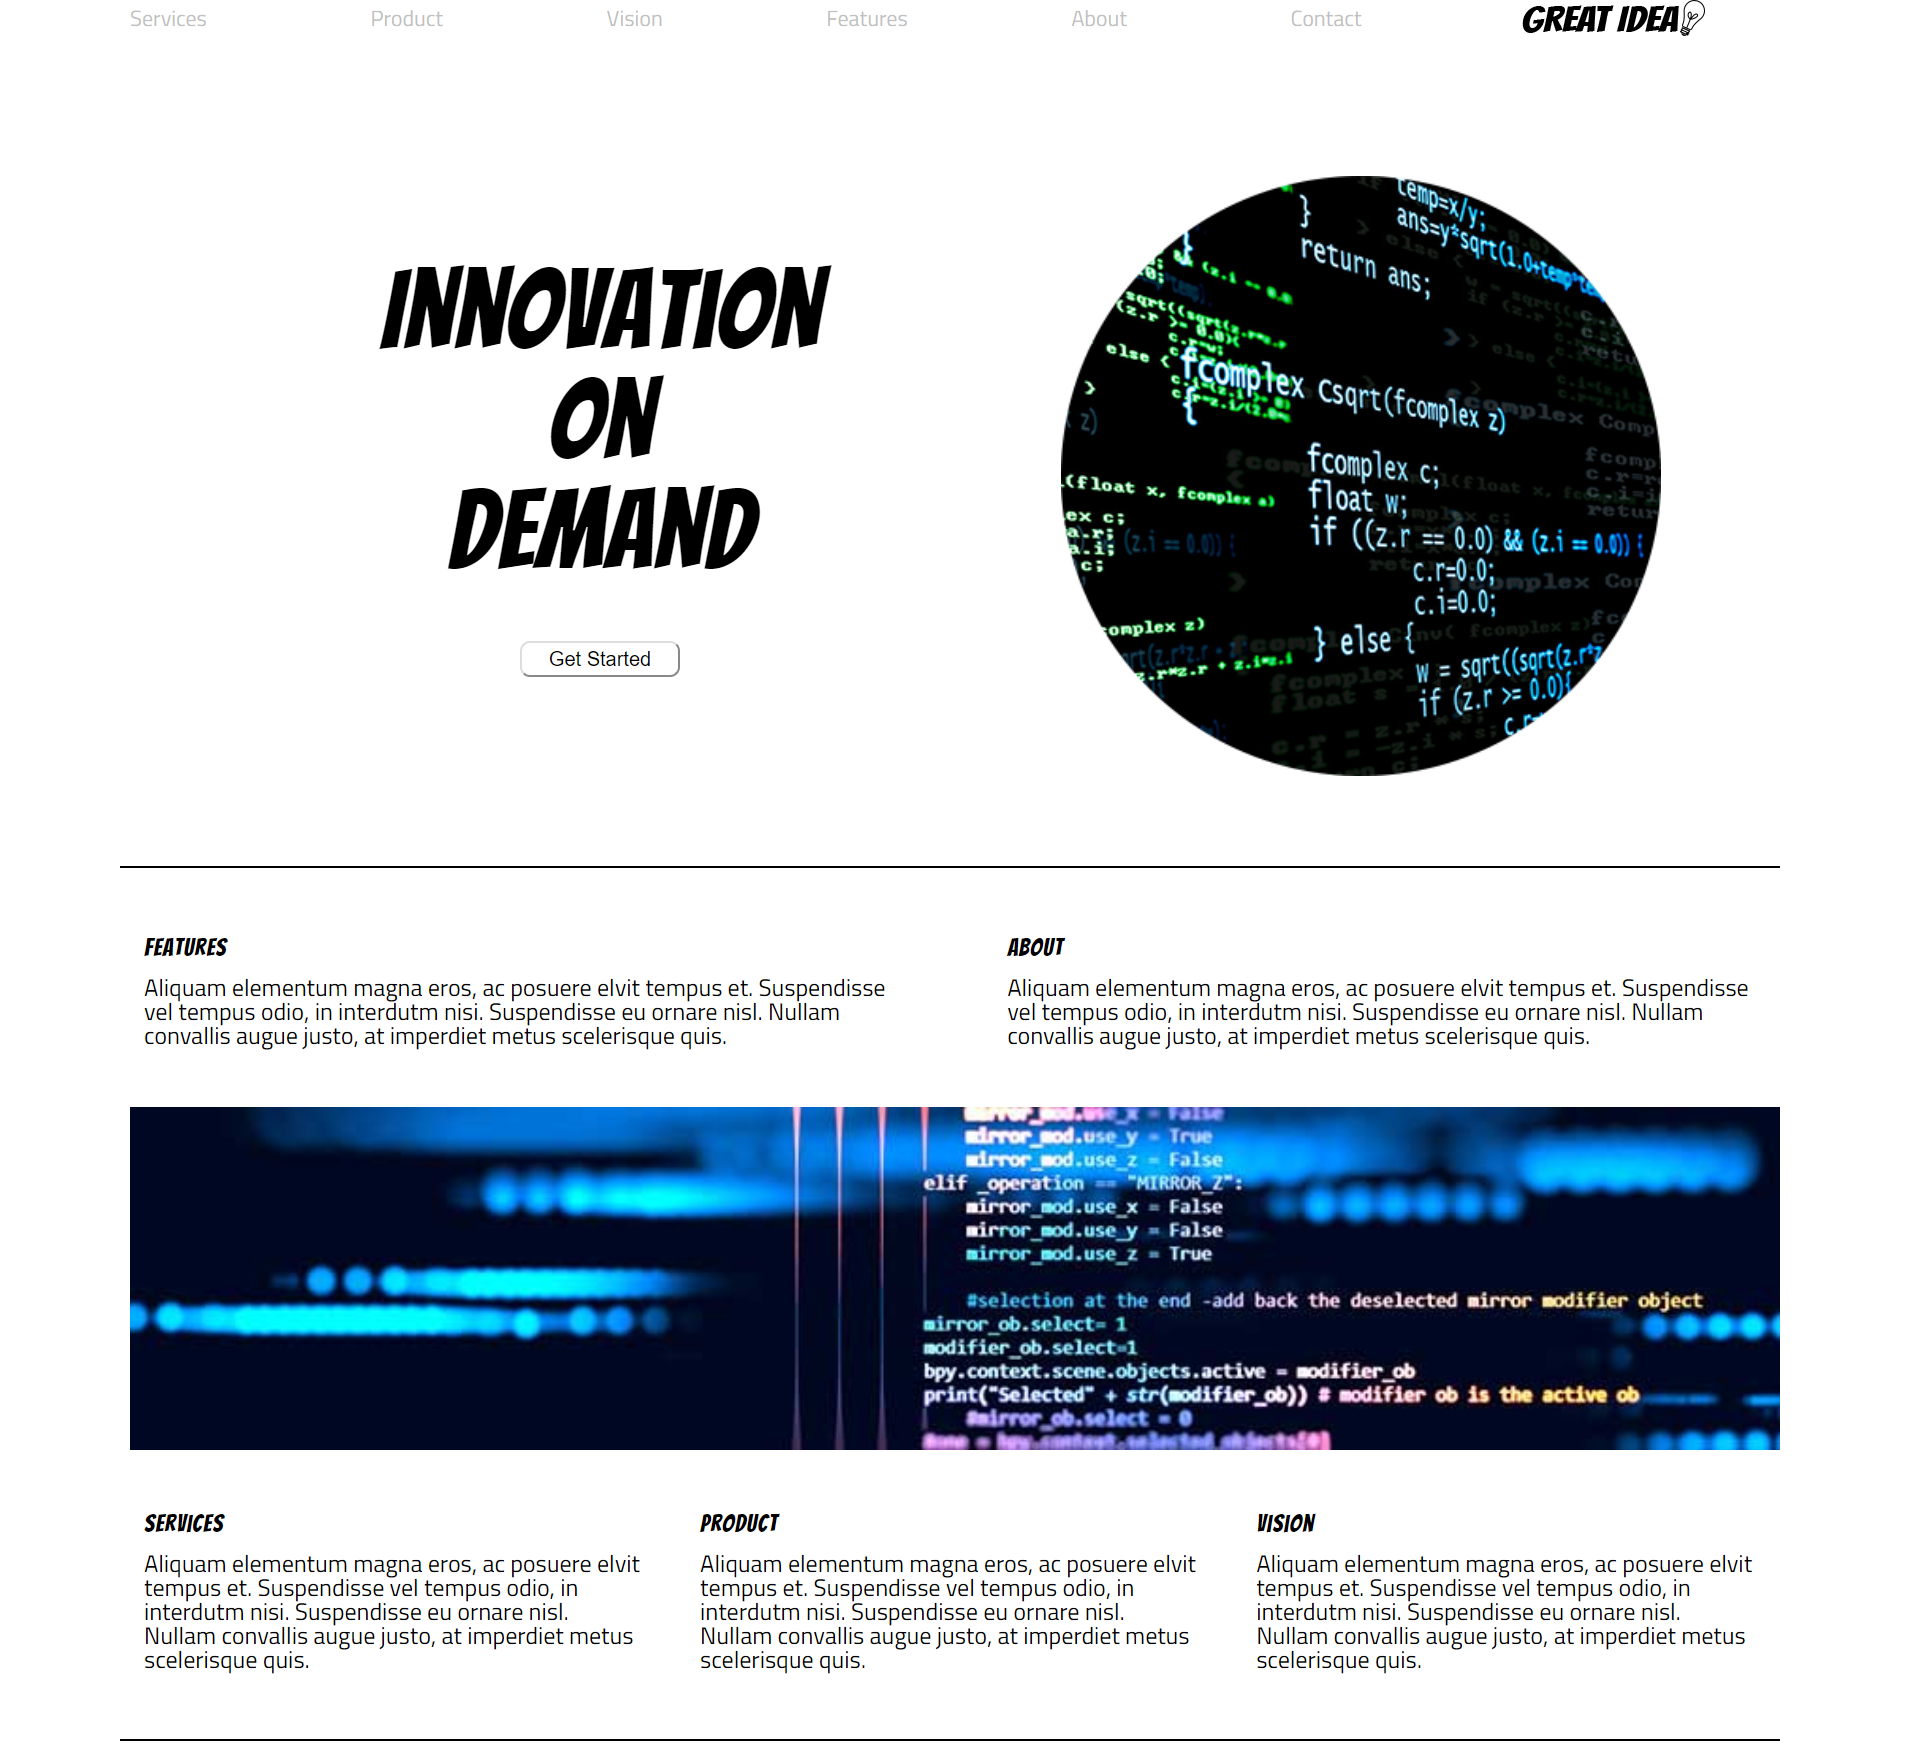 Services Product Vision Features About Contact GREAT IDEA
INNOVATION
ON
DEMAND
Get Started
temp=x/y;
ans=y*sqrt(1.0+temp*
}
return ans;
fcomplex Csqrt(fcomplex z)
{
fcomplex c;
float w;
if ((z.r == 0.0) && (z.i == 0.0)) {
c.r=0.0;
c.i=0.0;
} else {
w = sqrt((sqrt(z.r*z
if (z.r >= 0.0){
(float x, fcomplex a)
FEATURES
Aliquam elementum magna eros, ac posuere elvit tempus et. Suspendisse
vel tempus odio, in interdutm nisi. Suspendisse eu ornare nisl. Nullam
convallis augue justo, at imperdiet metus scelerisque quis.
ABOUT
Aliquam elementum magna eros, ac posuere elvit tempus et. Suspendisse
vel tempus odio, in interdutm nisi. Suspendisse eu ornare nisl. Nullam
convallis augue justo, at imperdiet metus scelerisque quis.
mirror_mod.use_x = False
mirror_mod.use_y = True
mirror_mod.use_z = False
elif _operation == "MIRROR_Z":
mirror_mod.use_x = False
mirror_mod.use_y = False
mirror_mod.use_z = True
#selection at the end -add back the deselected mirror modifier object
mirror_ob.select= 1
modifier_ob.select=1
bpy.context.scene.objects.active = modifier_ob
print("Selected" + str(modifier_ob)) # modifier ob is the active ob
#mirror_ob.select = 0
= bpy.context.selected_objects[0]
SERVICES
Aliquam elementum magna eros, ac posuere elvit
tempus et. Suspendisse vel tempus odio, in
interdutm nisi. Suspendisse eu ornare nisl.
Nullam convallis augue justo, at imperdiet metus
scelerisque quis.
PRODUCT
Aliquam elementum magna eros, ac posuere elvit
tempus et. Suspendisse vel tempus odio, in
interdutm nisi. Suspendisse eu ornare nisl.
Nullam convallis augue justo, at imperdiet metus
scelerisque quis.
VISION
Aliquam elementum magna eros, ac posuere elvit
tempus et. Suspendisse vel tempus odio, in
interdutm nisi. Suspendisse eu ornare nisl.
Nullam convallis augue justo, at imperdiet metus
scelerisque quis.